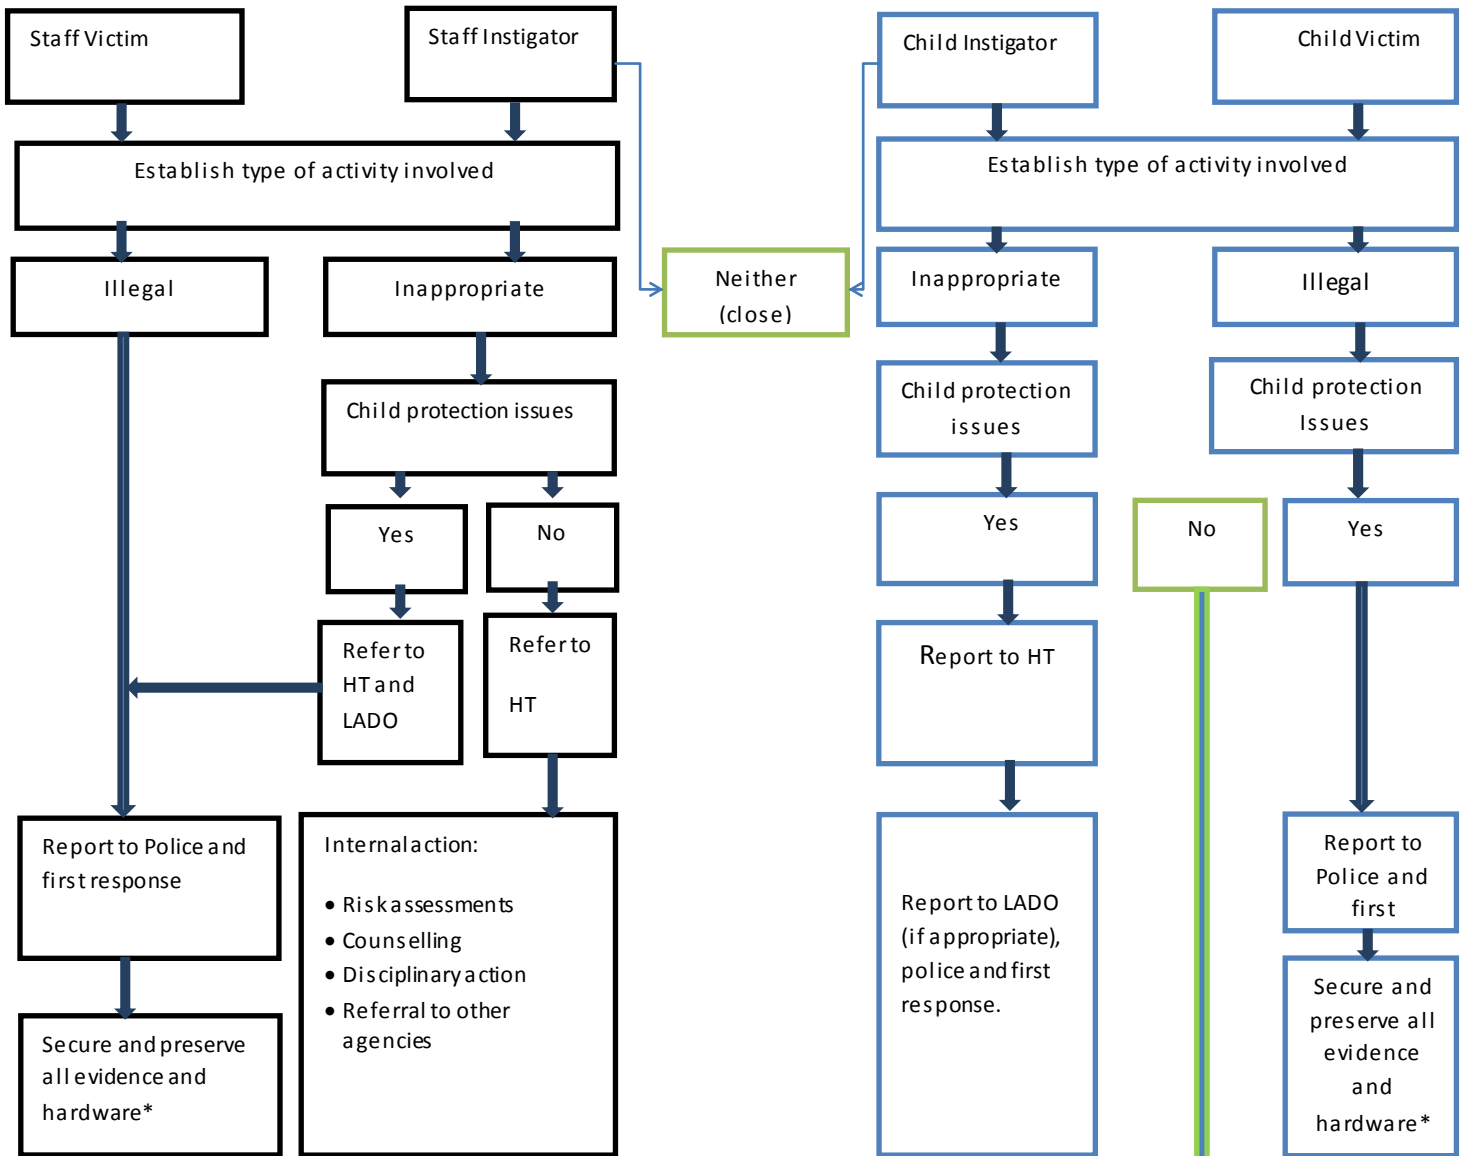 Staff Victim
Staff Instigator
Child Instigator
Child Victim
Establish type of activity involved
Establish type of activity involved
Illegal
Inappropriate
Neither
(close)
Inappropriate
Illegal
Child protection issues
Child protection
issues
Child protection
Issues
Yes
No
Yes
No
Yes
Refer to
HT and
LADO
Refer to
HT
Report to HT
Report to Police and
first response
Internal action:
• Risk assessments
• Counselling
• Disciplinary action
• Referral to other
agencies
Report to LADO
(if appropriate),
police and first
response.
Report to
Police and
first
Secure and preserve
all evidence and
hardware*
Secure and
preserve all
evidence
and
hardware*